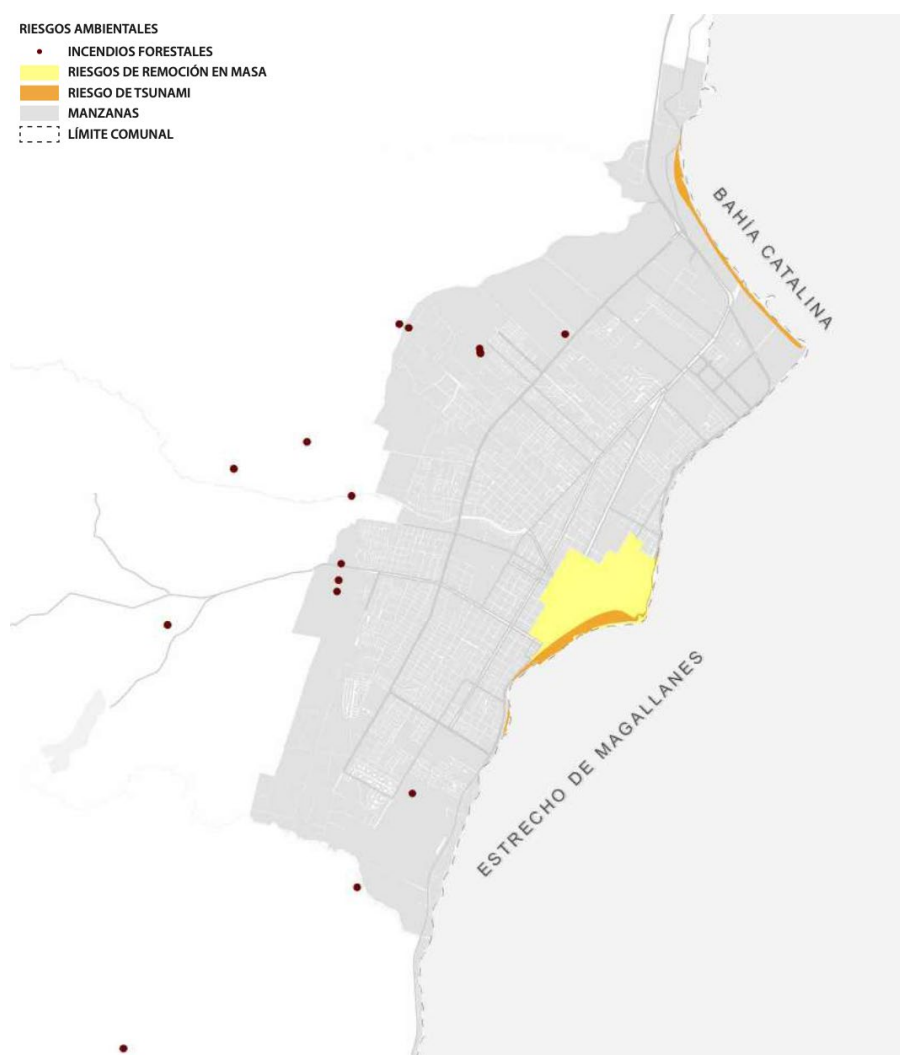 RIESGOS AMBIENTALES
INCENDIOS FORESTALES
RIESGOS DE REMOCIÓN EN MASA
RIESGO DE TSUNAMI
MANZANAS
LÍMITE COMUNAL
BAHÍA CATALINA
ESTRECHO DE MAGALLANES